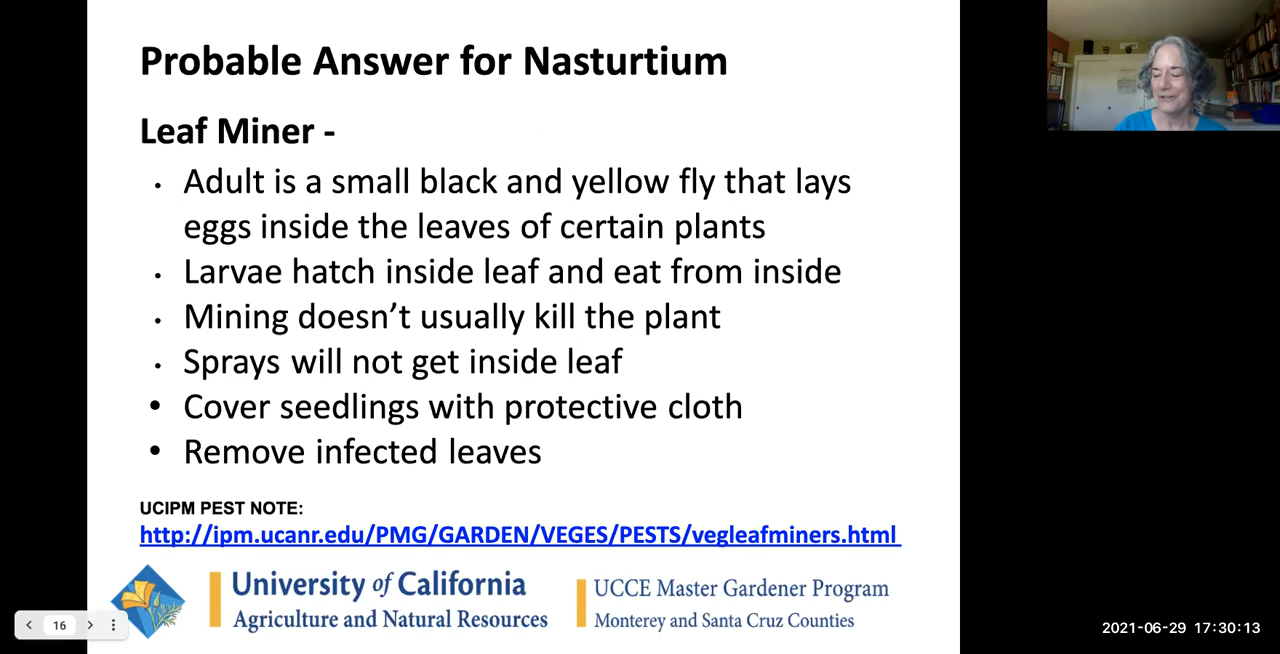 Probable Answer for Nasturtium
Leaf Miner -
• Adult is a small black and yellow fly that lays
eggs inside the leaves of certain plants
• Larvae hatch inside leaf and eat from inside
• Mining doesn’t usually kill the plant
• Sprays will not get inside leaf
• Cover seedlings with protective cloth
• Remove infected leaves
UCIPM PEST NOTE:
http://ipm.ucanr.edu/PMG/GARDEN/VEGES/PESTS/vegleafminers.html
University of California
Agriculture and Natural Resources
UCCE Master Gardener Program
Monterey and Santa Cruz Counties
16
2021-06-29 17:30:13